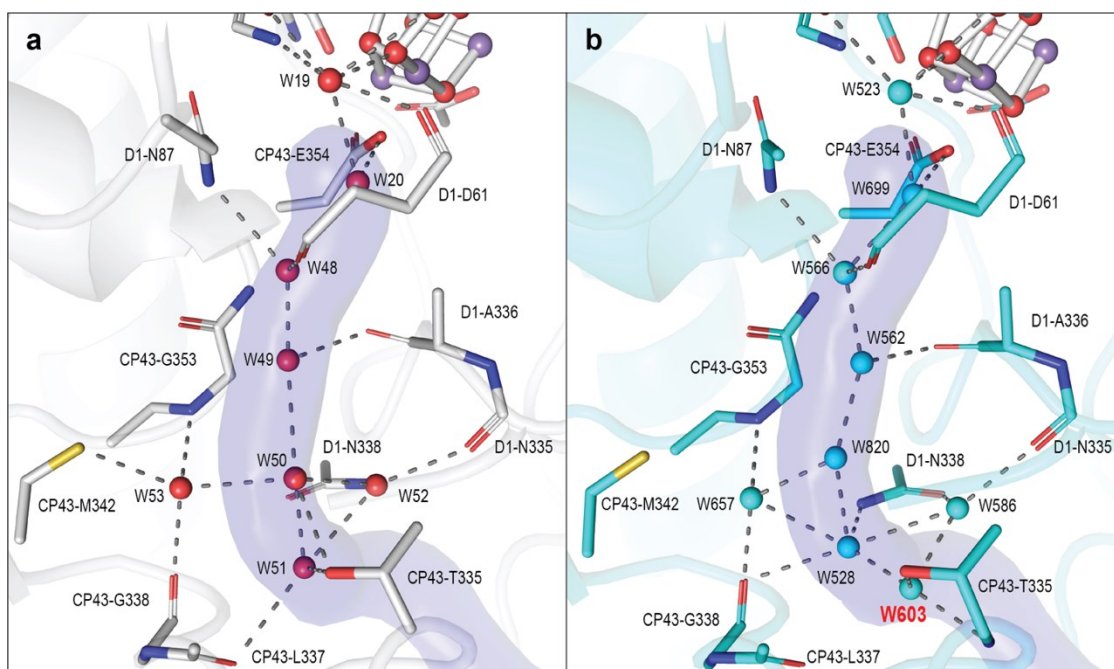 a
W19
D1-N87
CP43-E354
W20
D1-D61
W48
D1-A336
W49
CP43-G353
D1-N338
D1-N335
W50
W53
W52
CP43-M342
W51
CP43-T335
CP43-G338
CP43-L337
b
W523
D1-N87
CP43-E354
W699
D1-D61
W566
D1-A336
W562
CP43-G353
W820
D1-N338
D1-N335
W657
W586
CP43-M342
W528
CP43-T335
W603
CP43-G338
CP43-L337